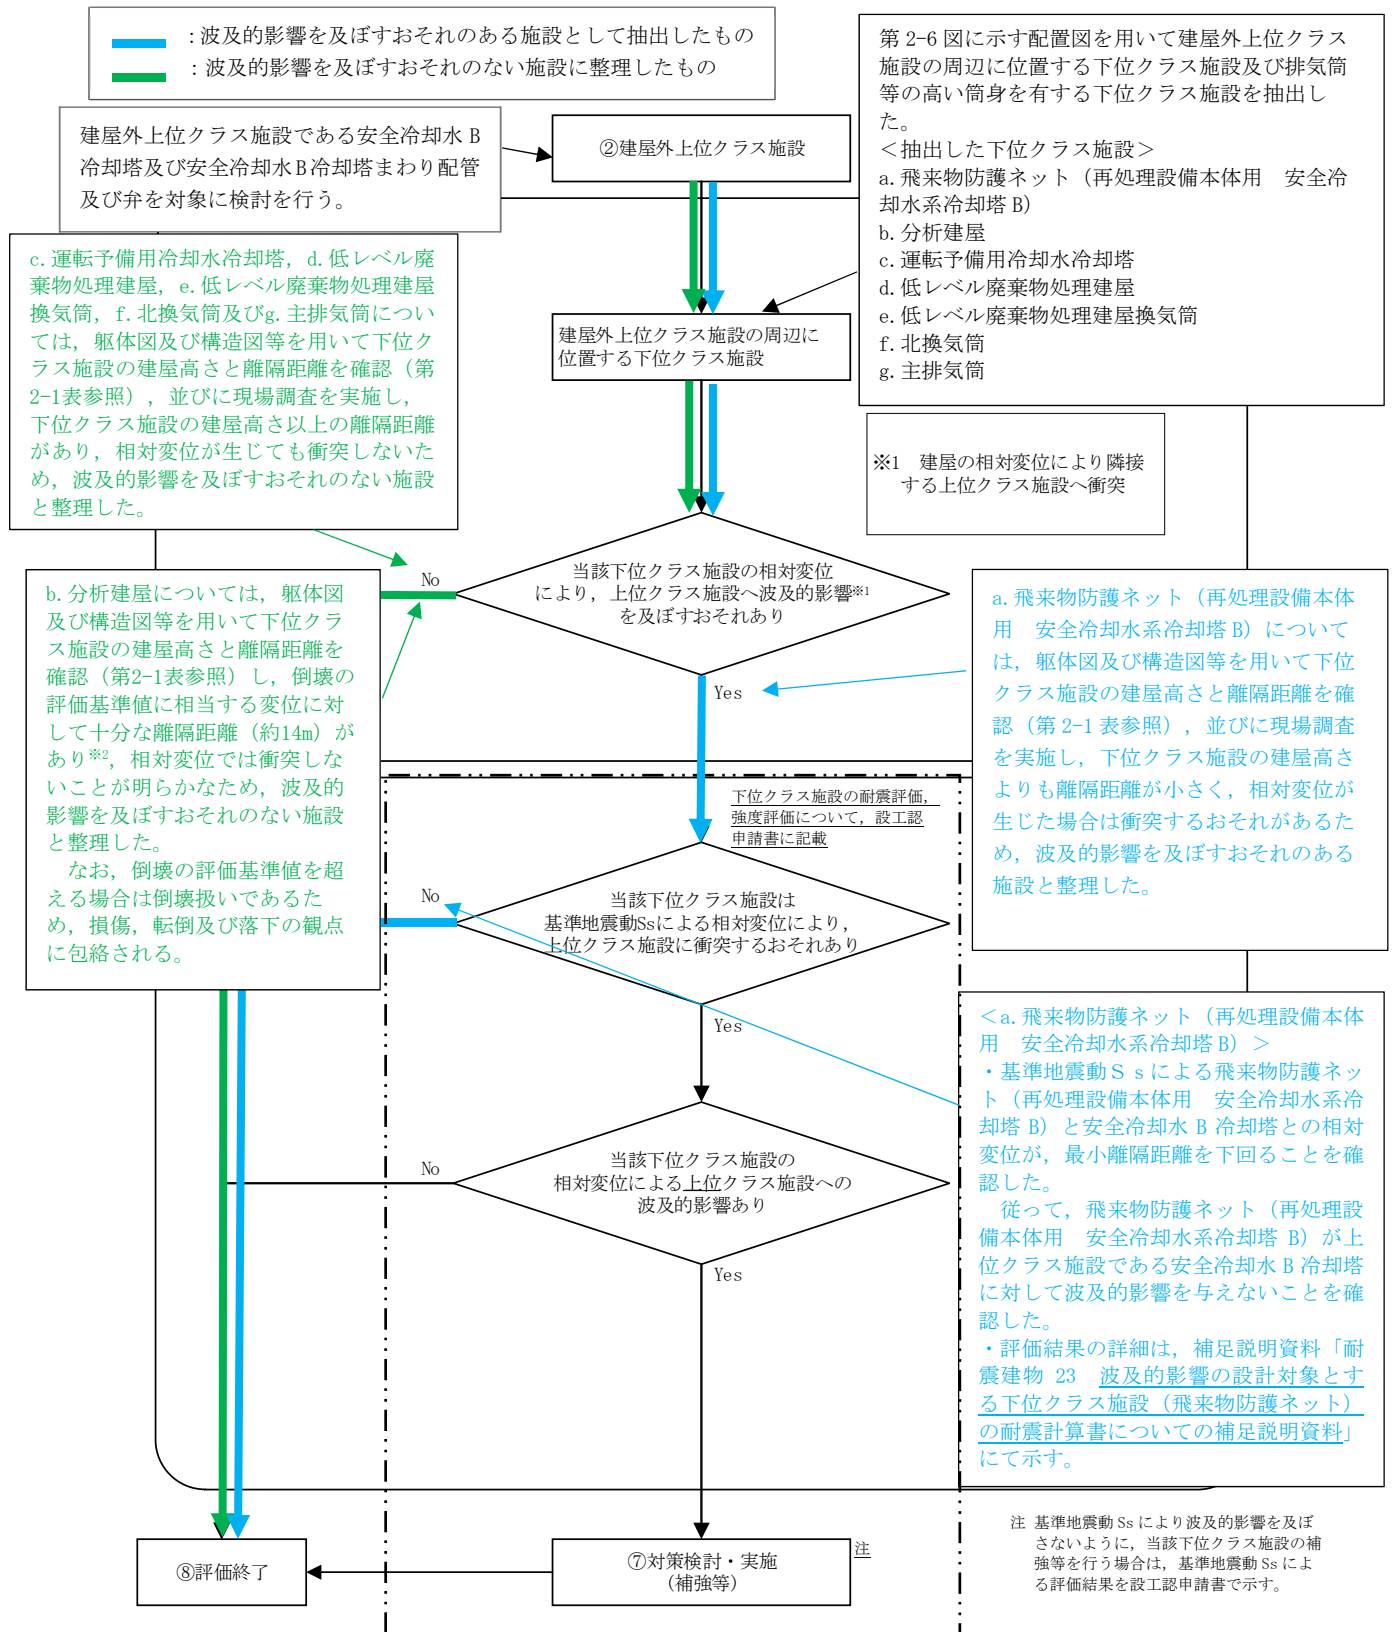 ：波及的影響を及ぼすおそれのある施設として抽出したもの
：波及的影響を及ぼすおそれのない施設に整理したもの
第 2-6 図に示す配置図を用いて建屋外上位クラス
施設の周辺に位置する下位クラス施設及び排気筒
等の高い筒身を有する下位クラス施設を抽出し
た。
＜抽出した下位クラス施設＞
a. 飛来物防護ネット（再処理設備本体用　安全冷
却水系冷却塔 B）
b. 分析建屋
c. 運転予備用冷却水冷却塔
d. 低レベル廃棄物処理建屋
e. 低レベル廃棄物処理建屋換気筒
f. 北換気筒
g. 主排気筒
建屋外上位クラス施設である安全冷却水 B
冷却塔及び安全冷却水 B 冷却塔まわり配管
及び弁を対象に検討を行う。
②建屋外上位クラス施設
c. 運転予備用冷却水冷却塔，d. 低レベル廃
棄物処理建屋，e. 低レベル廃棄物処理建屋
換気筒，f. 北換気筒及びg. 主排気筒につい
ては，躯体図及び構造図等を用いて下位ク
ラス施設の建屋高さと離隔距離を確認（第
2-1表参照），並びに現場調査を実施し，
下位クラス施設の建屋高さ以上の離隔距離
があり，相対変位が生じても衝突しないた
め，波及的影響を及ぼすおそれのない施設
と整理した。
建屋外上位クラス施設の周辺に
位置する下位クラス施設
※1　建屋の相対変位により隣接
する上位クラス施設へ衝突
当該下位クラス施設の相対変位
により，上位クラス施設へ波及的影響※1
を及ぼすおそれあり
No
Yes
b. 分析建屋については，躯体図
及び構造図等を用いて下位クラ
ス施設の建屋高さと離隔距離を
確認（第2-1表参照）し，倒壊の
評価基準値に相当する変位に対
して十分な離隔距離（約14m）が
あり※2，相対変位では衝突しな
いことが明らかなため，波及的
影響を及ぼすおそれのない施設
と整理した。
なお，倒壊の評価基準値を超
える場合は倒壊扱いであるた
め，損傷，転倒及び落下の観点
に包絡される。
a. 飛来物防護ネット（再処理設備本体
用　安全冷却水系冷却塔 B）について
は，躯体図及び構造図等を用いて下位
クラス施設の建屋高さと離隔距離を確
認（第 2-1 表参照），並びに現場調査
を実施し，下位クラス施設の建屋高さ
よりも離隔距離が小さく，相対変位が
生じた場合は衝突するおそれがあるた
め，波及的影響を及ぼすおそれのある
施設と整理した。
下位クラス施設の耐震評価，
強度評価について，設工認
申請書に記載
当該下位クラス施設は
基準地震動Ssによる相対変位により，
上位クラス施設に衝突するおそれあり
No
Yes
＜a. 飛来物防護ネット（再処理設備本体
用　安全冷却水系冷却塔 B）＞
・基準地震動Ｓｓによる飛来物防護ネッ
ト（再処理設備本体用　安全冷却水系冷
却塔 B）と安全冷却水 B 冷却塔との相対
変位が，最小離隔距離を下回ることを確
認した。
従って，飛来物防護ネット（再処理設
備本体用　安全冷却水系冷却塔 B）が上
位クラス施設である安全冷却水 B 冷却塔
に対して波及的影響を与えないことを確
認した。
・評価結果の詳細は，補足説明資料「耐
震建物 23　波及的影響の設計対象とす
る下位クラス施設（飛来物防護ネット）
の耐震計算書についての補足説明資料」
にて示す。
当該下位クラス施設の
相対変位による上位クラス施設への
波及的影響あり
No
Yes
⑧評価終了
⑦対策検討・実施
（補強等）
注
注 基準地震動 Ss により波及的影響を及ぼ
さないように，当該下位クラス施設の補
強等を行う場合は，基準地震動 Ss によ
る評価結果を設工認申請書で示す。